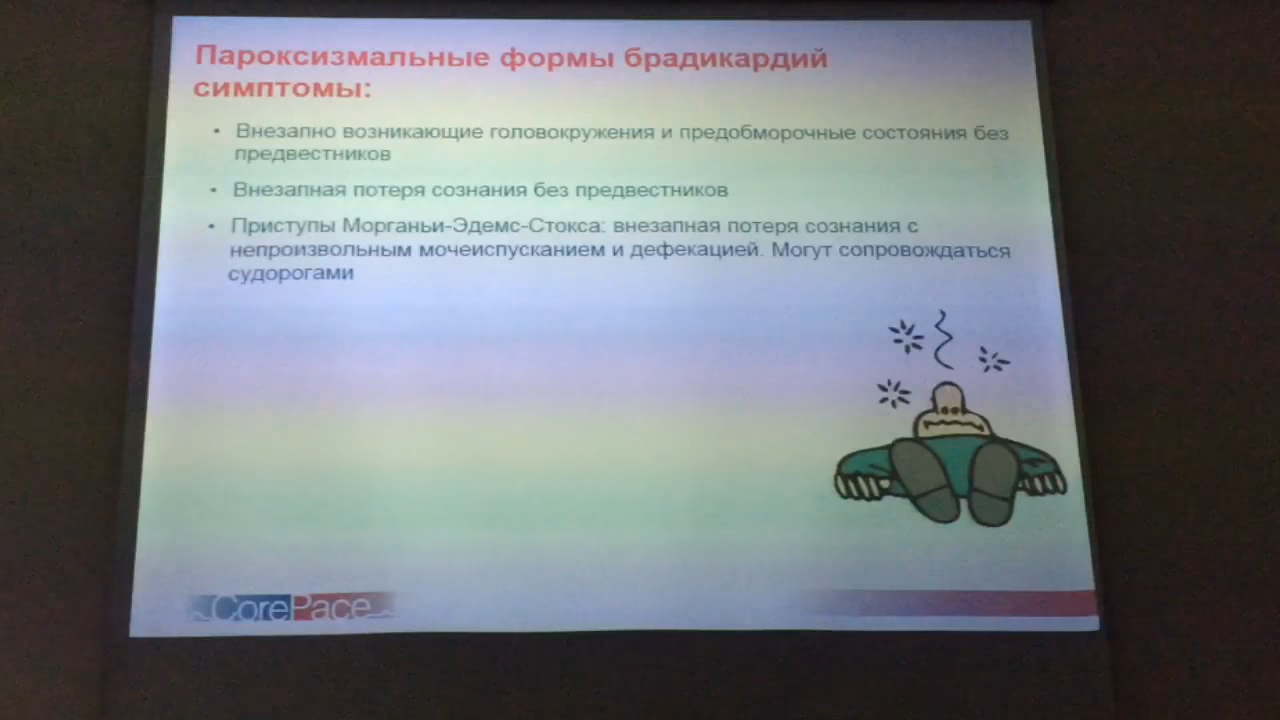 Пароксизмальные формы брадикардий
симптомы:
• Внезапно возникающие головокружения и предобморочные состояния без
предвестников
• Внезапная потеря сознания без предвестников
• Приступы Морганьи-Эдемс-Стокса: внезапная потеря сознания с
непроизвольным мочеиспусканием и дефекацией. Могут сопровождаться
судорогами
CorePace